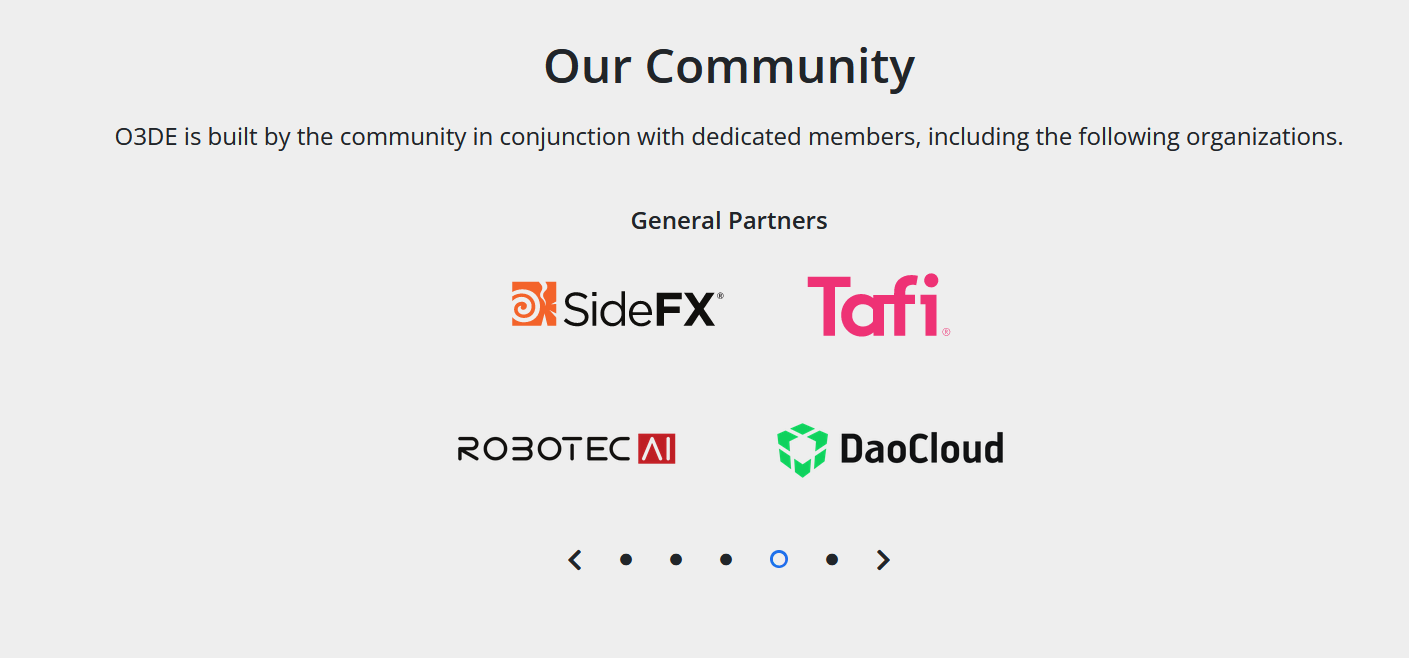 Our Community
O3DE is built by the community in conjunction with dedicated members, including the following organizations.
General Partners
SideFX®
Tafi®
ROBOTEC AI
DaoCloud